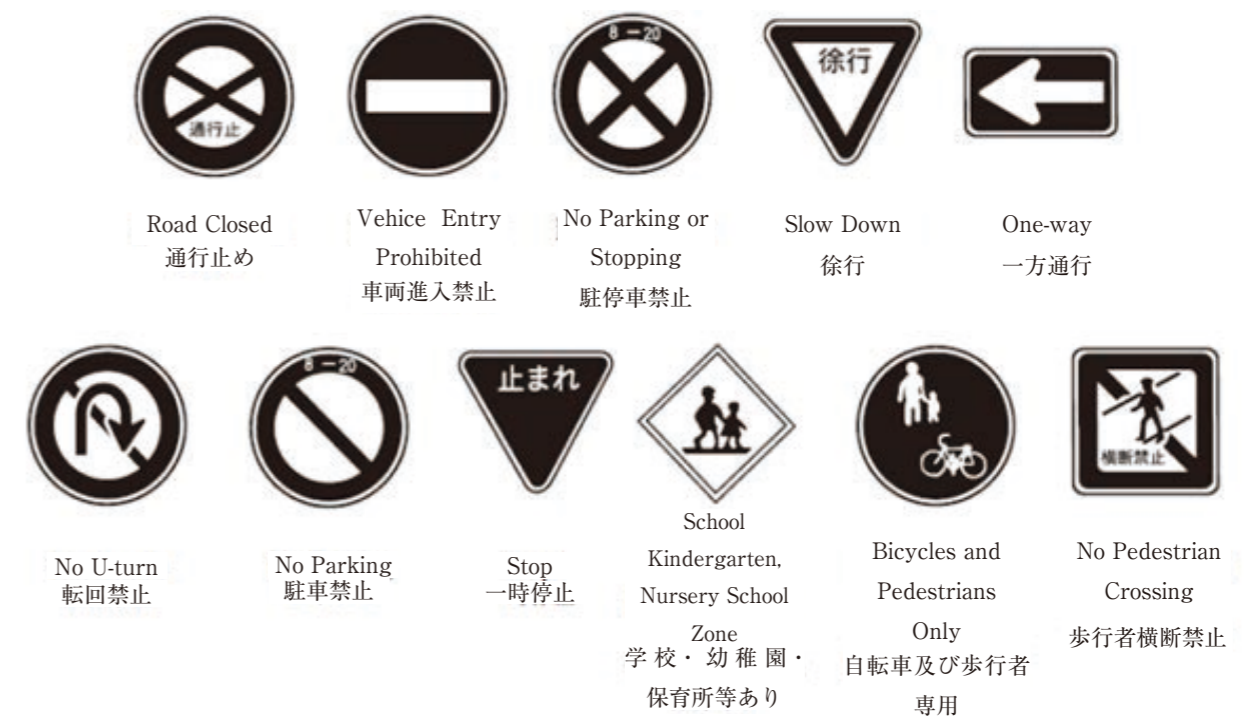 通行止
8-20
徐行
Road Closed
通行止め
Vehice Entry
Prohibited
車両進入禁止
No Parking or
Stopping
駐停車禁止
Slow Down
徐行
One-way
一方通行
8-20
止まれ
横断禁止
No U-turn
転回禁止
No Parking
駐車禁止
Stop
一時停止
School
Kindergarten,
Nursery School
Zone
学校・幼稚園・
保育所等あり
Bicycles and
Pedestrians
Only
自転車及び歩行者
専用
No Pedestrian
Crossing
歩行者横断禁止